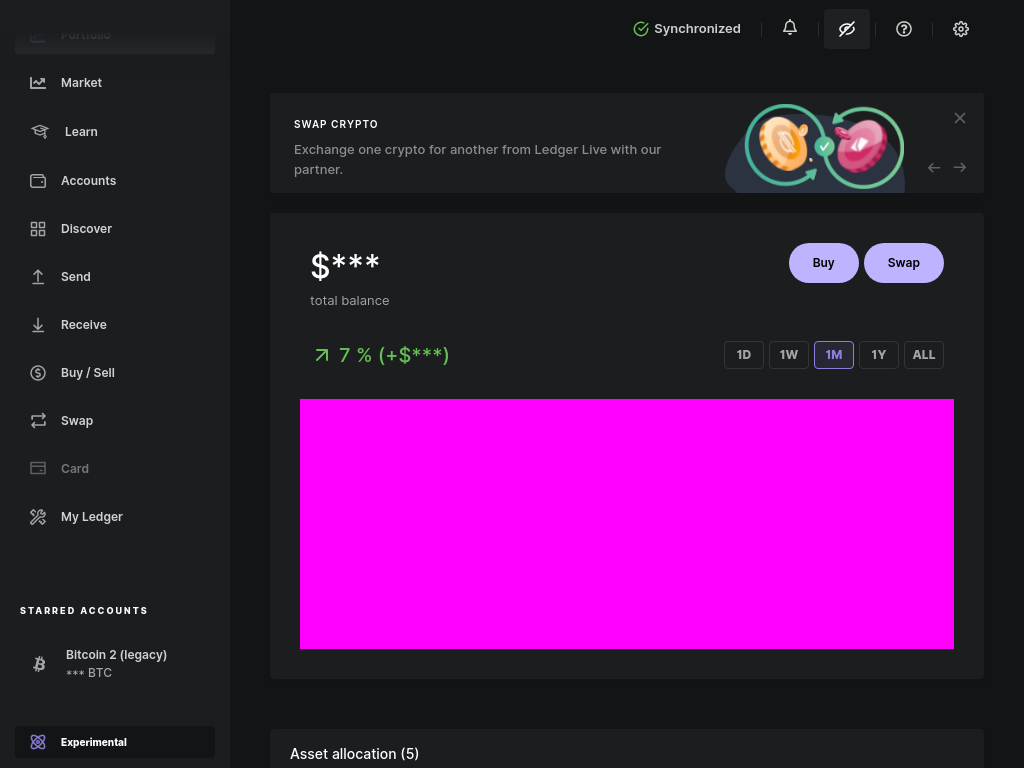 Portfolio
Market
Learn
Accounts
Discover
Send
Receive
Buy / Sell
Swap
Card
My Ledger
STARRED ACCOUNTS
Bitcoin 2 (legacy)
*** BTC
Experimental
Synchronized
SWAP CRYPTO
Exchange one crypto for another from Ledger Live with our
partner.
$***
total balance
Buy
Swap
7 % (+$***)
1D
1W
1M
1Y
ALL
Asset allocation (5)